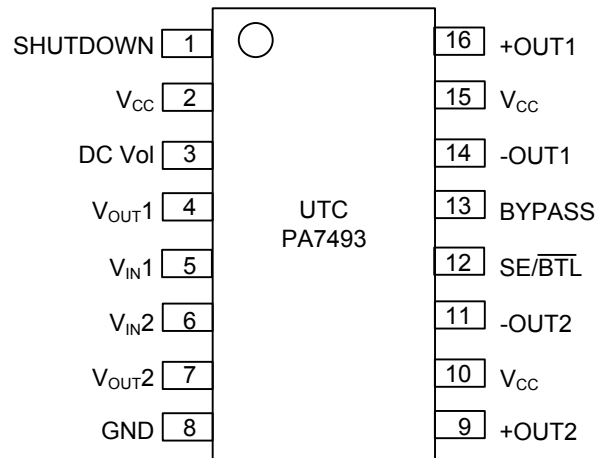 SHUTDOWN 1 16 +OUT1
VCC 2 15 VCC
DC Vol 3 14 -OUT1
VOUT1 4 UTC 13 BYPASS
PA7493
VIN1 5 12 SE/BTL
VIN2 6 11 -OUT2
VOUT2 7 10 VCC
GND 8 9 +OUT2